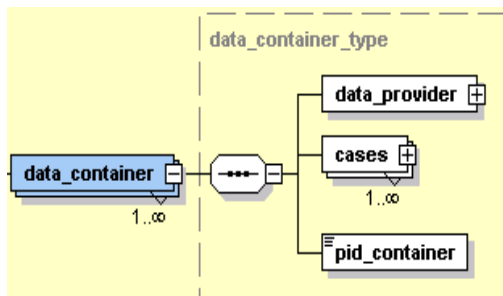 data_container_type
data_provider
cases
1..∞
data_container
1..∞
pid_container